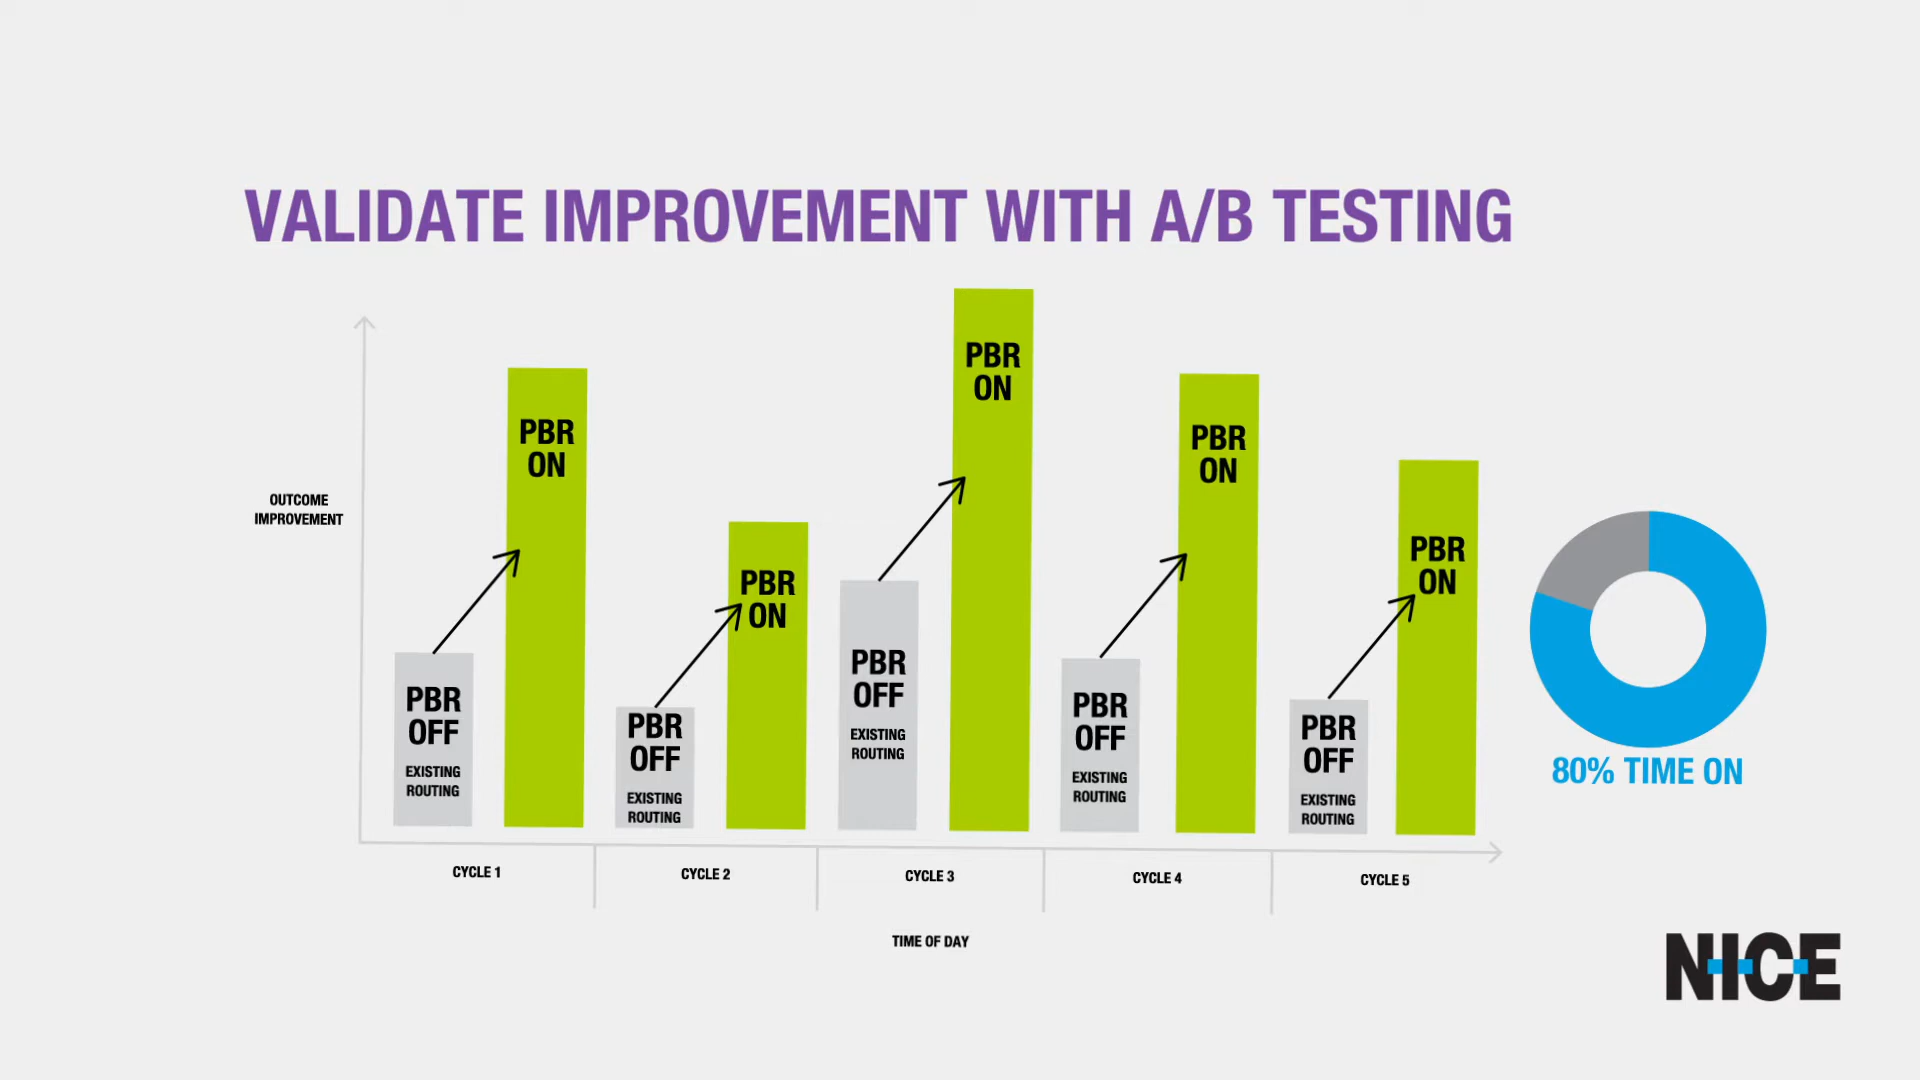 VALIDATE IMPROVEMENT WITH A/B TESTING
OUTCOME
IMPROVEMENT
PBR
OFF
EXISTING
ROUTING
PBR
ON
PBR
OFF
EXISTING
ROUTING
PBR
ON
PBR
OFF
EXISTING
ROUTING
PBR
ON
PBR
OFF
EXISTING
ROUTING
PBR
ON
PBR
OFF
EXISTING
ROUTING
PBR
ON
80% TIME ON
CYCLE 1
CYCLE 2
CYCLE 3
CYCLE 4
CYCLE 5
TIME OF DAY
NICE